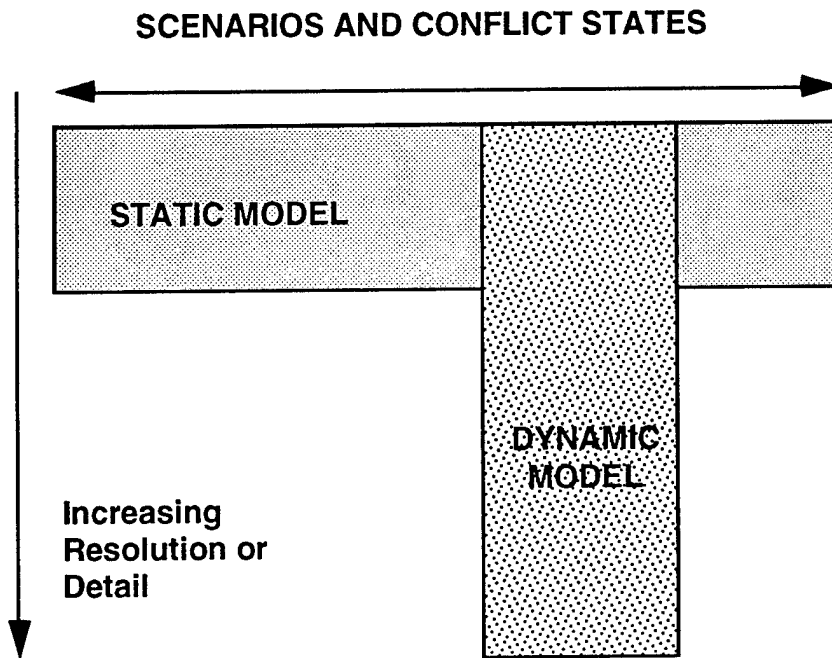 SCENARIOS AND CONFLICT STATES
STATIC MODEL
DYNAMIC
MODEL
Increasing
Resolution or
Detail